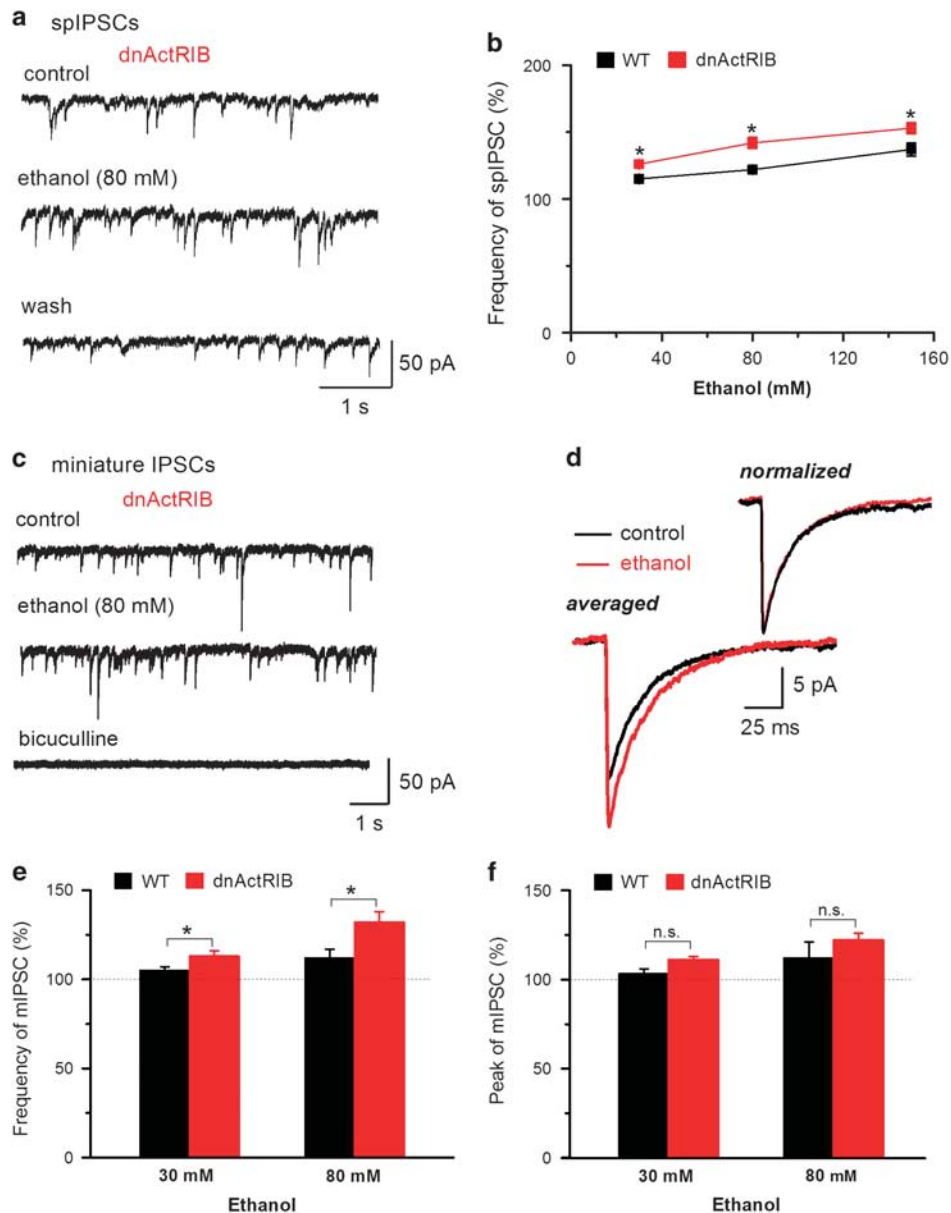 a spIPSCs
dnActRIB
control
ethanol (80 mM)
wash
50 pA
1 s
b
WT dnActRIB
Frequency of spIPSC (%)
200
100
0
* * *
0 40 80 120 160
Ethanol (mM)
c miniature IPSCs
dnActRIB
control
ethanol (80 mM)
bicuculline
50 pA
1 s
d
normalized
control
ethanol
averaged
5 pA
25 ms
e
WT dnActRIB
Frequency of mIPSC (%)
150
100
50
0
* *
30 mM 80 mM
Ethanol
f
WT dnActRIB
Peak of mIPSC (%)
150
100
50
0
n.s. n.s.
30 mM 80 mM
Ethanol